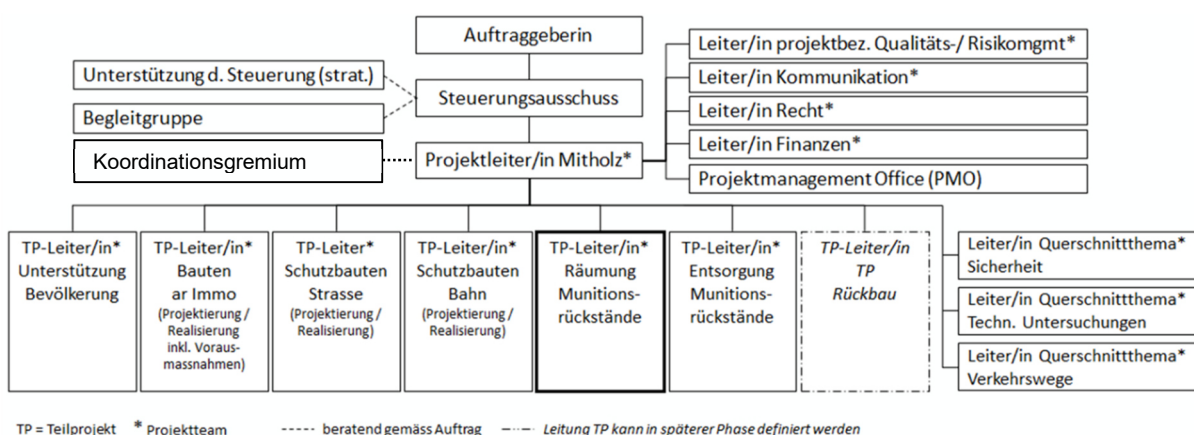 Auftraggeberin
Unterstützung d. Steuerung (strat.)
Begleitgruppe
Steuerungsausschuss
Koordinationsgremium
Projektleiter/in Mitholz*
Leiter/in projektbez. Qualitäts-/ Risikomgmt*
Leiter/in Kommunikation*
Leiter/in Recht*
Leiter/in Finanzen*
Projektmanagement Office (PMO)
TP-Leiter/in*
Unterstützung
Bevölkerung
TP-Leiter/in*
Bauten
ar Immo
(Projektierung /
Realisierung
inkl. Voraus-
massnahmen)
TP-Leiter*
Schutzbauten
Strasse
(Projektierung /
Realisierung)
TP-Leiter/in*
Schutzbauten
Bahn
(Projektierung /
Realisierung)
TP-Leiter/in*
Räumung
Munitions-
rückstände
TP-Leiter/in*
Entsorgung
Munitions-
rückstände
TP-Leiter/in
TP
Rückbau
Leiter/in Querschnittthema*
Sicherheit
Leiter/in Querschnittthema*
Techn. Untersuchungen
Leiter/in Querschnittthema*
Verkehrswege
TP = Teilprojekt * Projektteam beratend gemäss Auftrag Leitung TP kann in späterer Phase definiert werden